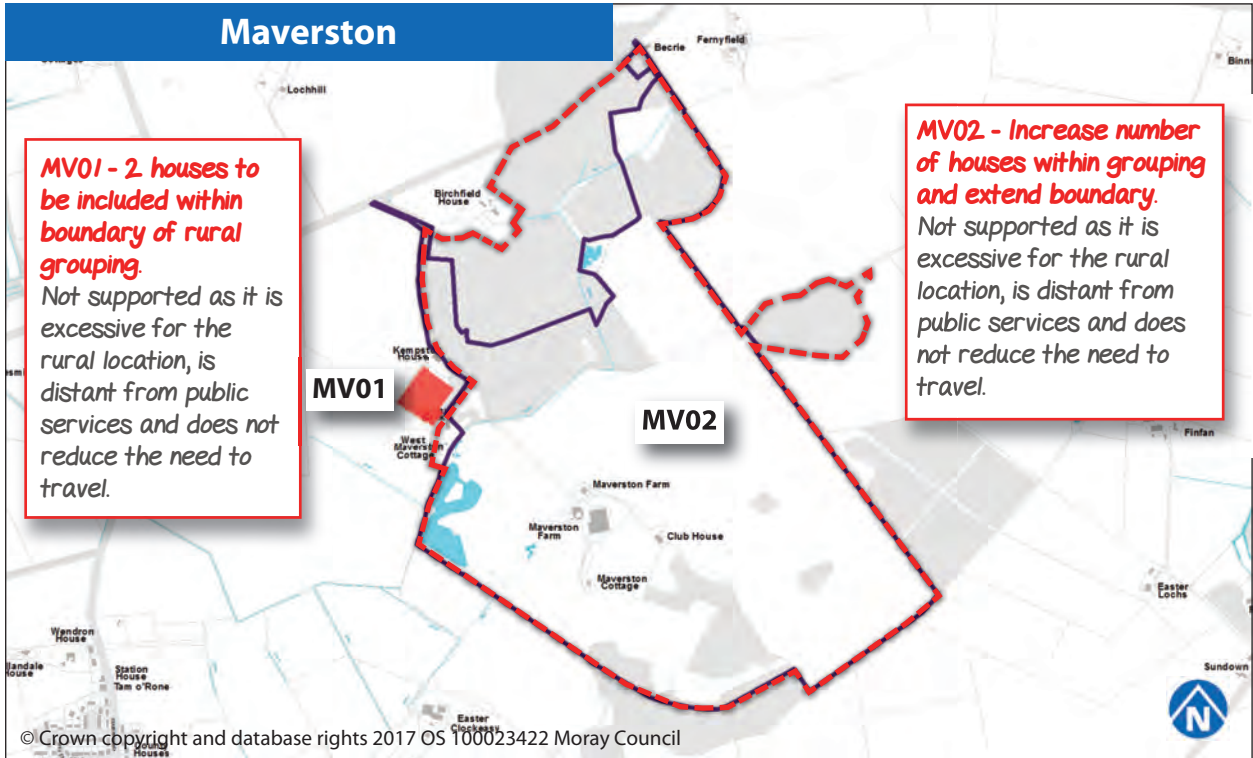 Maverston
Becrie
Fernyfield
Lochhill
MV01 - 2 houses to
be included within
boundary of rural
grouping.
Not supported as it is
excessive for the
rural location, is
distant from public
services and does not
reduce the need to
travel.
MV02 - Increase number
of houses within grouping
and extend boundary.
Not supported as it is
excessive for the rural
location, is distant from
public services and does
not reduce the need to
travel.
Birchfield
House
House
MV01
West
Maverston
Cottage
MV02
Finfan
Maverston Farm
Maverston
Farm
Club House
Maverston
Cottage
Easter
Lochs
Wendron
House
House
Station
House
Tam o'Rone
Sundown
Easter
Houses
N
© Crown copyright and database rights 2017 OS 100023422 Moray Council